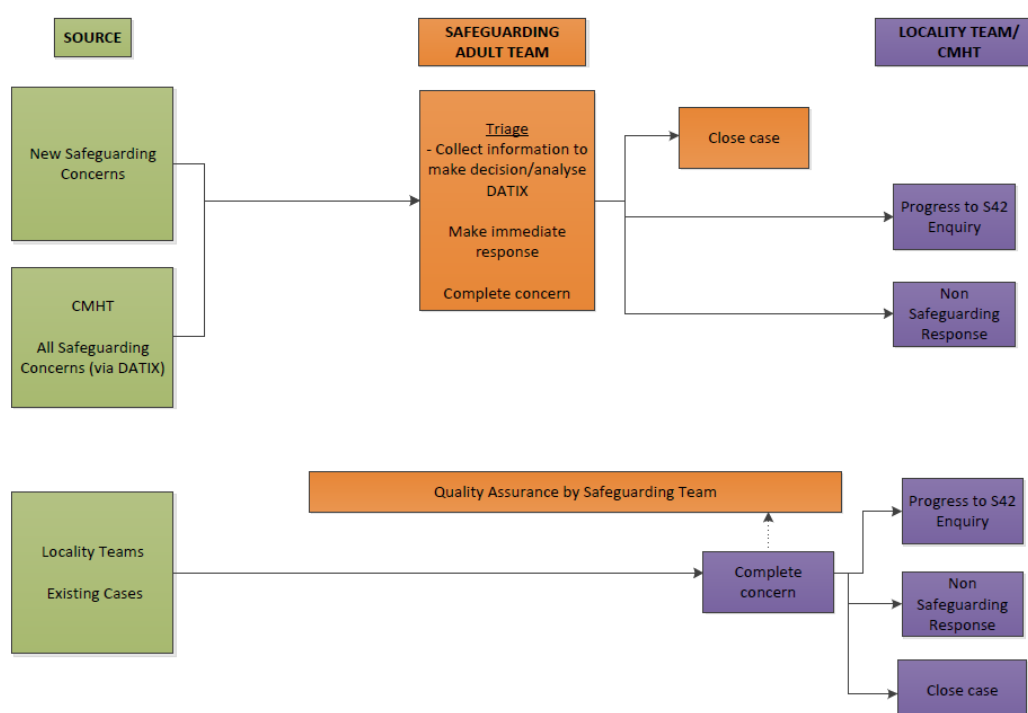 SOURCE
SAFEGUARDING
ADULT TEAM
LOCALITY TEAM/
CMHT
New Safeguarding
Concerns
CMHT
All Safeguarding
Concerns (via DATIX)
Triage
- Collect information to
make decision/analyse
DATIX
Make immediate
response
Complete concern
Close case
Progress to S42
Enquiry
Non
Safeguarding
Response
Quality Assurance by Safeguarding Team
Locality Teams
Existing Cases
Complete
concern
Progress to S42
Enquiry
Non
Safeguarding
Response
Close case